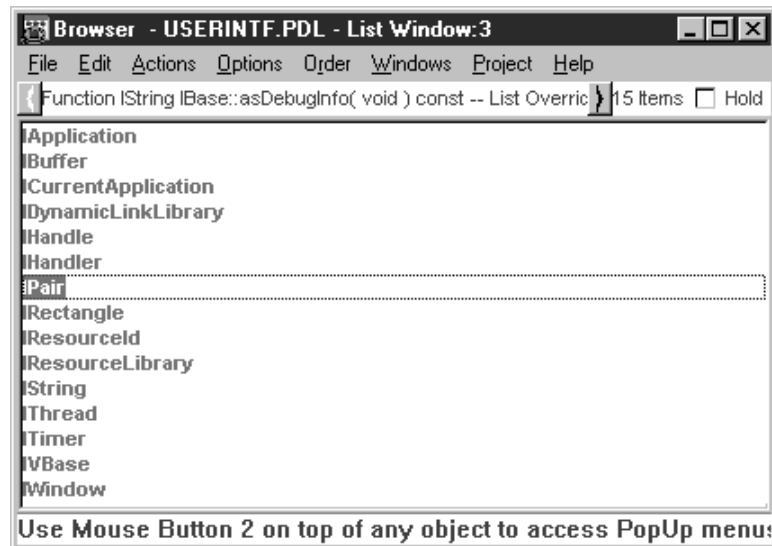 Browser - USERINTF.PDL - List Window:3
File Edit Actions Options Order Windows Project Help
Function IString IBase::asDebugInfo( void ) const -- List Overric 15 Items Hold
IApplication
IBuffer
ICurrentApplication
IDynamicLinkLibrary
IHandle
IHandler
IPair
IRectangle
IResourceId
IResourceLibrary
IString
IThread
ITimer
IVBase
IWindow
Use Mouse Button 2 on top of any object to access PopUp menus